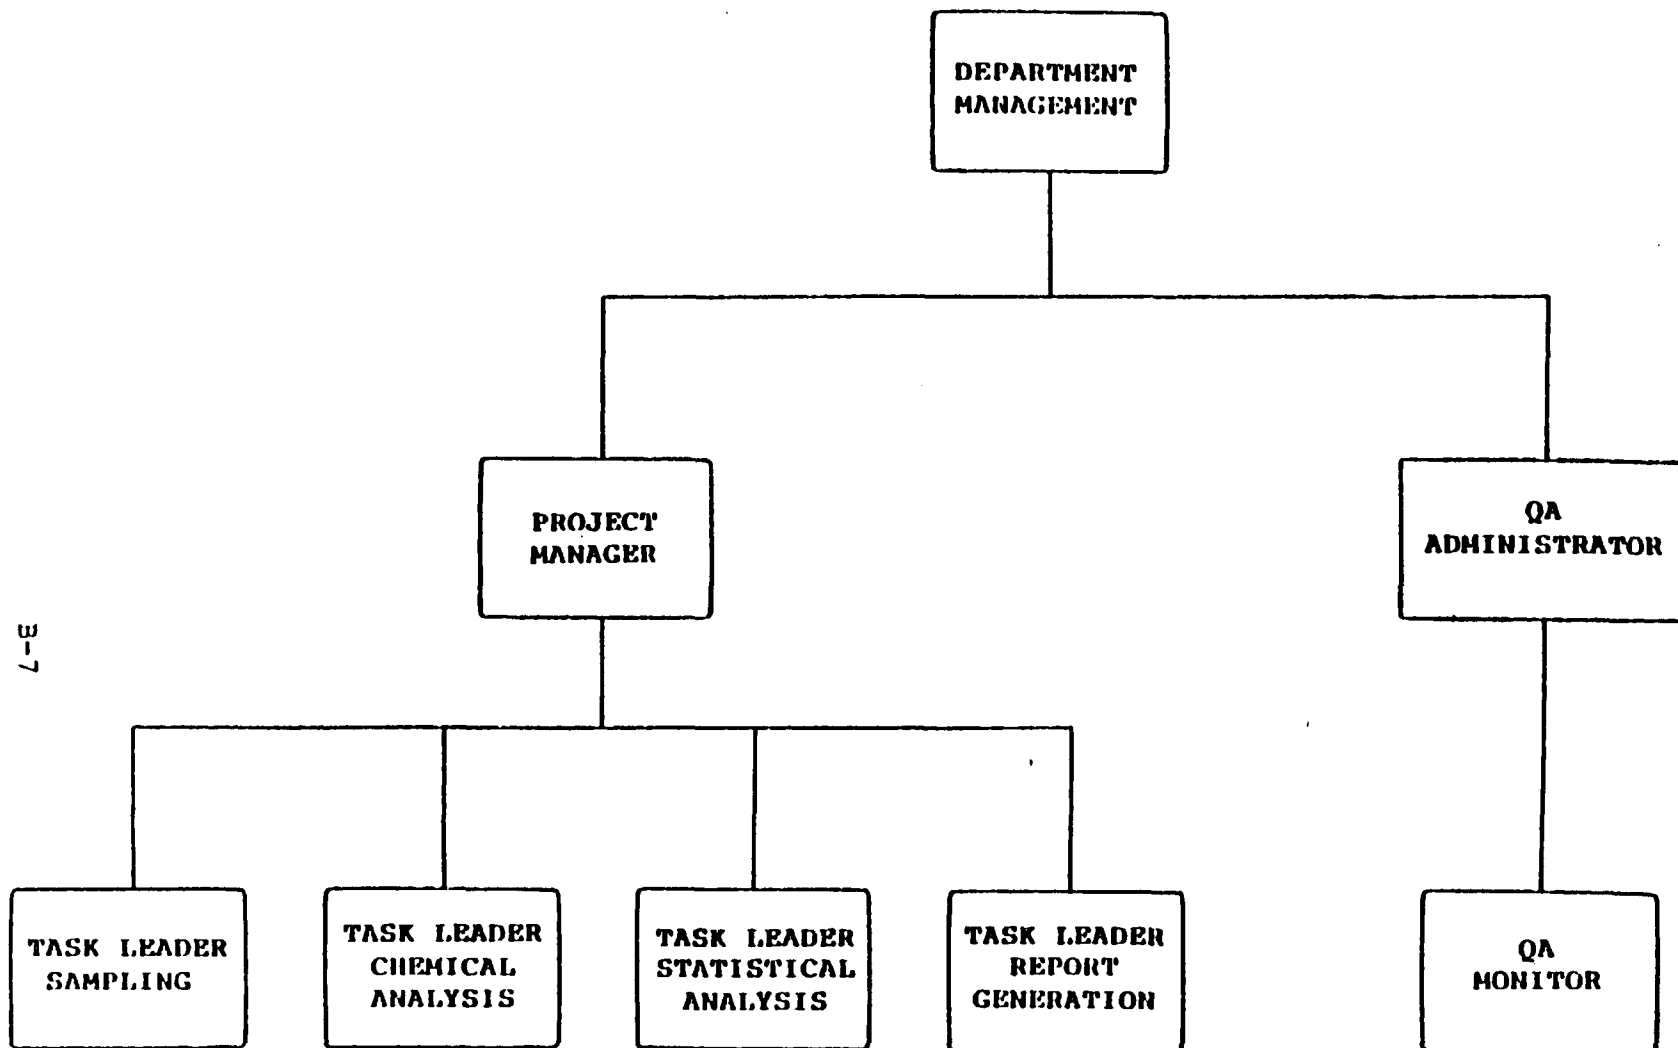 DEPARTMENT
MANAGEMENT
PROJECT
MANAGER
QA
ADMINISTRATOR
3-7
TASK LEADER
SAMPLING
TASK LEADER
CHEMICAL
ANALYSIS
TASK LEADER
STATISTICAL
ANALYSIS
TASK LEADER
REPORT
GENERATION
QA
MONITOR